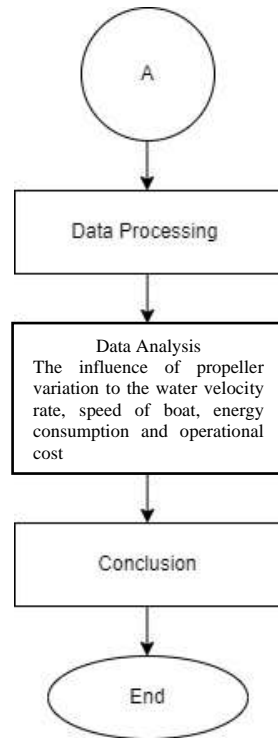 A
Data Processing
Data Analysis
The influence of propeller
variation to the water velocity
rate, speed of boat, energy
consumption and operational
cost
Conclusion
End